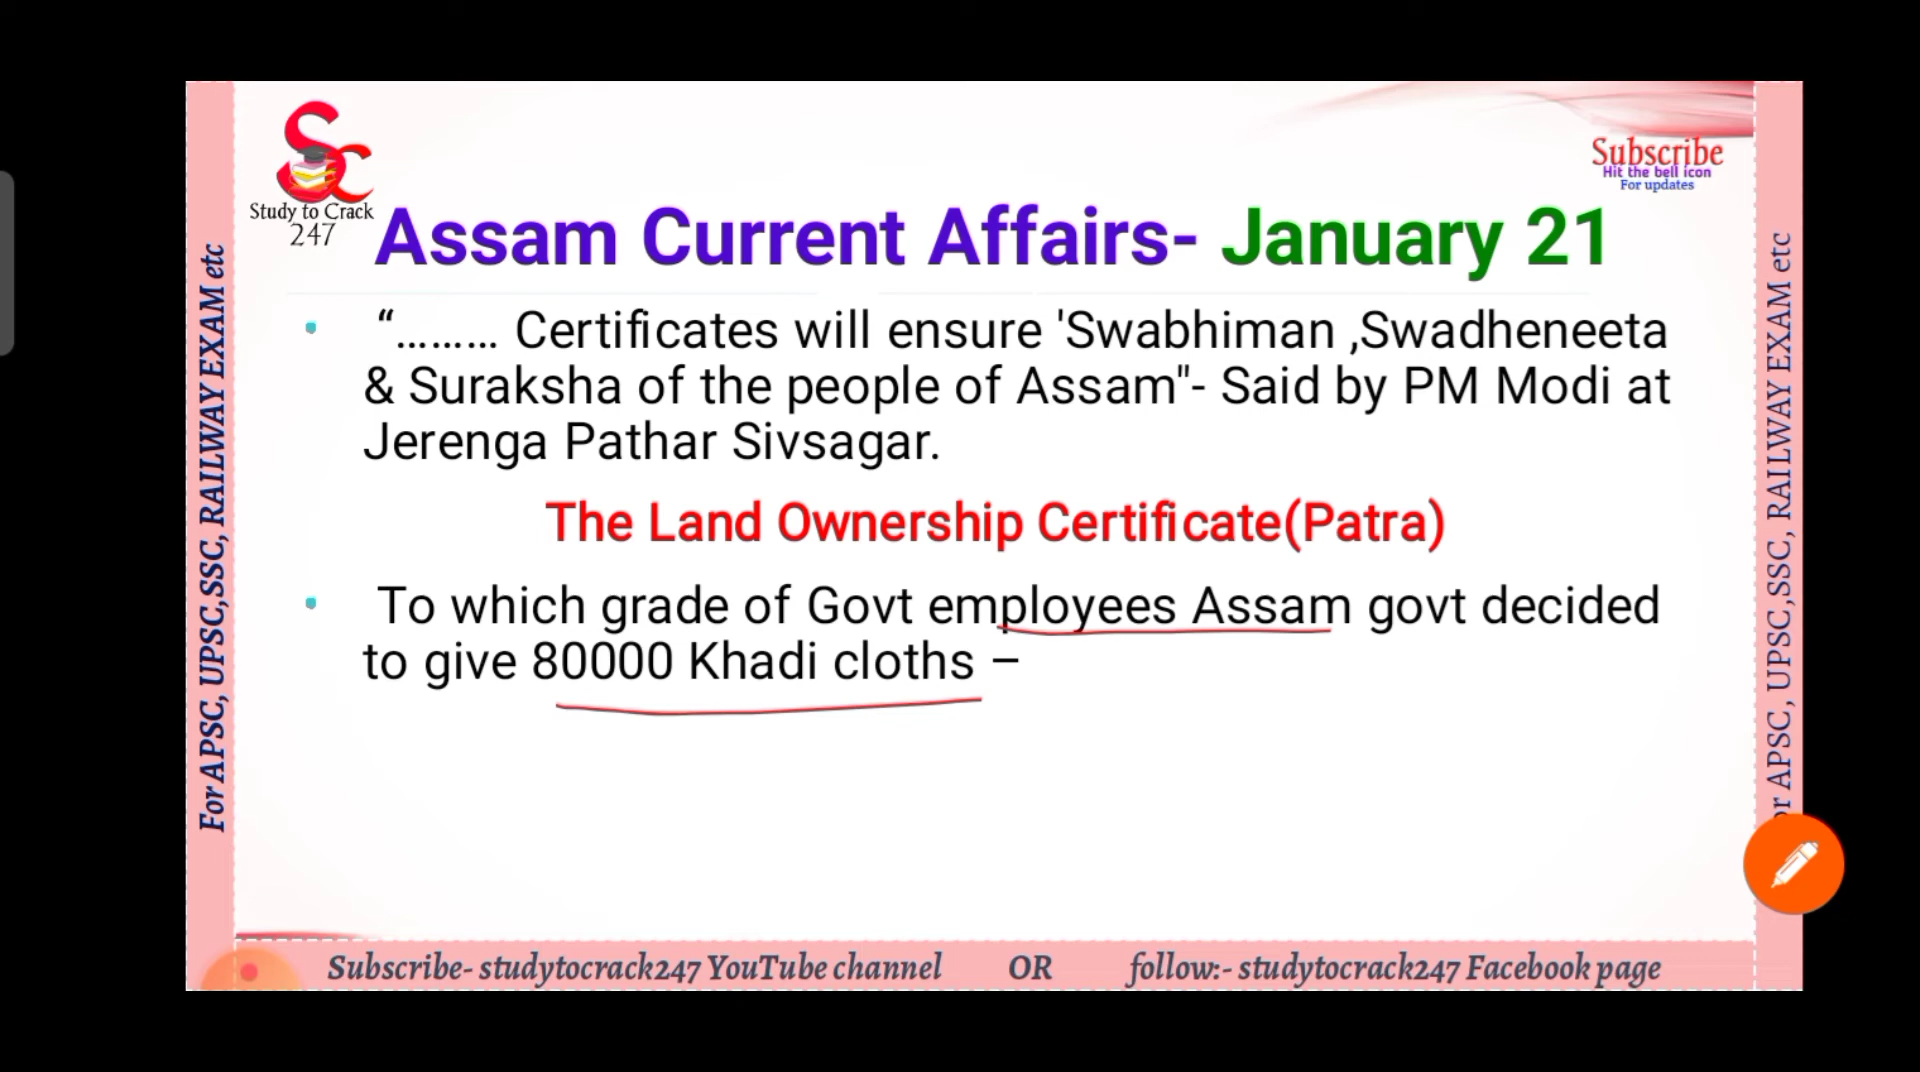 Study to Crack
247
Subscribe
Hit the bell icon
For updates
Assam Current Affairs- January 21
“……… Certificates will ensure 'Swabhiman ,Swadheneeta
& Suraksha of the people of Assam"- Said by PM Modi at
Jerenga Pathar Sivsagar.
The Land Ownership Certificate(Patra)
To which grade of Govt employees Assam govt decided
to give 80000 Khadi cloths –
For APSC, UPSC,SSC, RAILWAY EXAM etc
or APSC, UPSC,SSC, RAILWAY EXAM etc
Subscribe- studytocrack247 YouTube channel OR follow:- studytocrack247 Facebook page